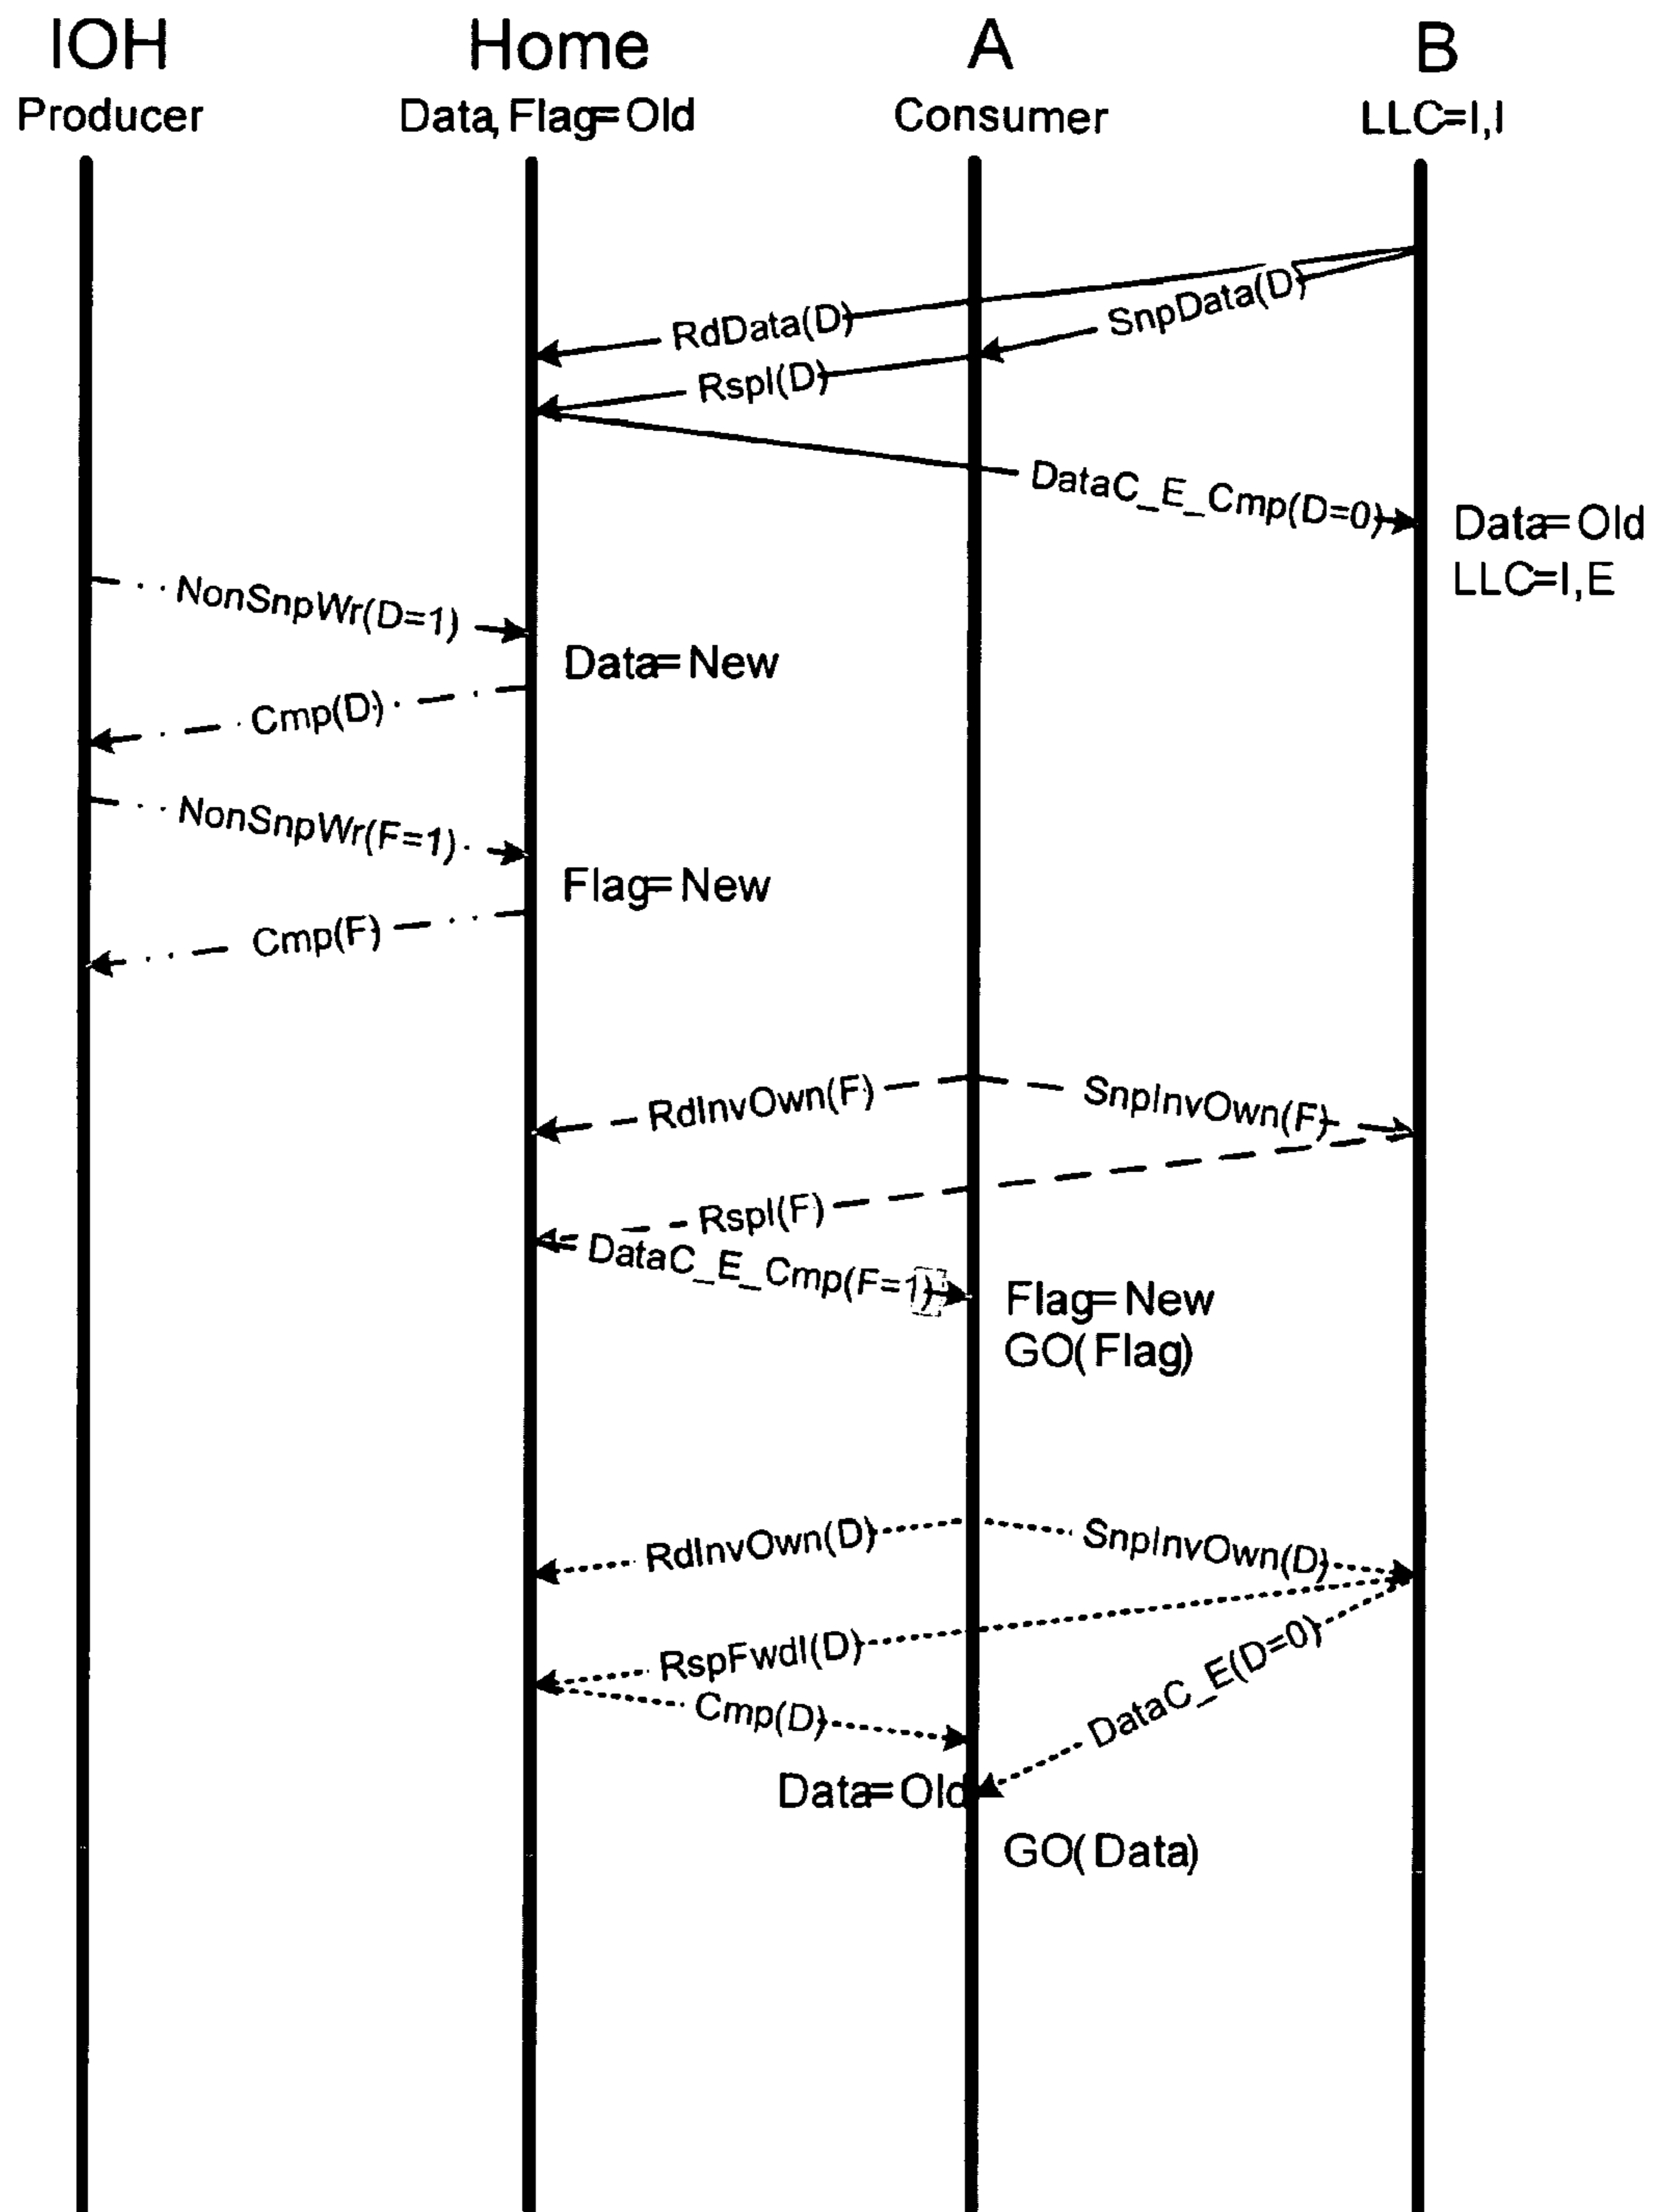 IOH
Home
A
B
Producer
Data, Flag=Old
Consumer
LLC=I,I
RdData(D)
SnpData(D)
RspI(D)
DataC_E_Cmp(D=0)
Data=Old
LLC=I,E
NonSnpWr(D=1)
Data=New
Cmp(D)
NonSnpWr(F=1)
Flag=New
Cmp(F)
RdInvOwn(F)
SnpInvOwn(F)
RspI(F)
DataC_E_Cmp(F=1)
Flag=New
GO(Flag)
RdInvOwn(D)
SnpInvOwn(D)
RspFwdI(D)
DataC_E(D=0)
Cmp(D)
Data=Old
GO(Data)